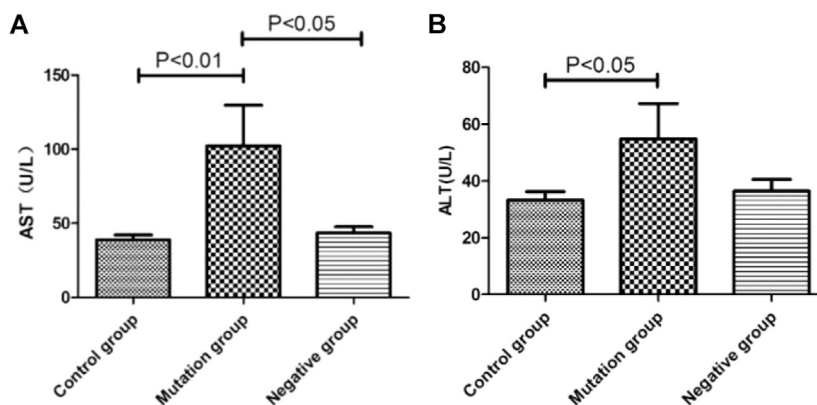 A
P<0.05
P<0.01
AST (U/L)
150
100
50
0
Control group
Mutation group
Negative group
B
P<0.05
ALT(U/L)
80
60
40
20
0
Control group
Mutation group
Negative group